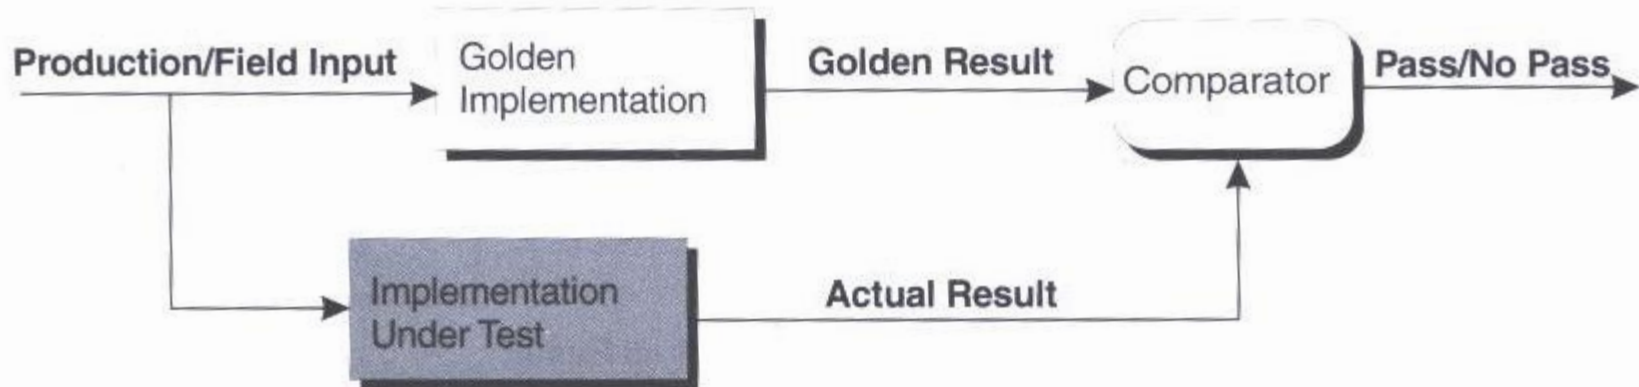 Production/Field Input
Golden
Implementation
Golden Result
Comparator
Pass/No Pass
Implementation
Under Test
Actual Result